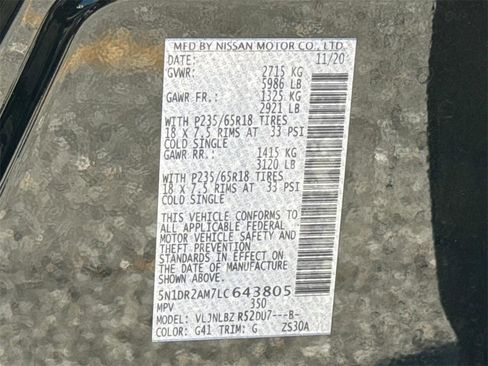 MFD BY NISSAN MOTOR CO., LTD.
DATE: 11/20
GVWR: 2715 KG
5986 LB
GAWR FR.: 1325 KG
2921 LB
WITH P235/65R18 TIRES
18 X 7.5 RIMS AT 33 PSI
COLD SINGLE
GAWR RR.: 1415 KG
3120 LB
WITH P235/65R18 TIRES
18 X 7.5 RIMS AT 33 PSI
COLD SINGLE
THIS VEHICLE CONFORMS TO
ALL APPLICABLE FEDERAL
MOTOR VEHICLE SAFETY AND
THEFT PREVENTION
STANDARDS IN EFFECT ON
THE DATE OF MANUFACTURE
SHOWN ABOVE.
5N1DR2AM7LC643805
MPV 350
MODEL: VLJNLBZ R52DU7---B-
COLOR: G41 TRIM: G ZS30A